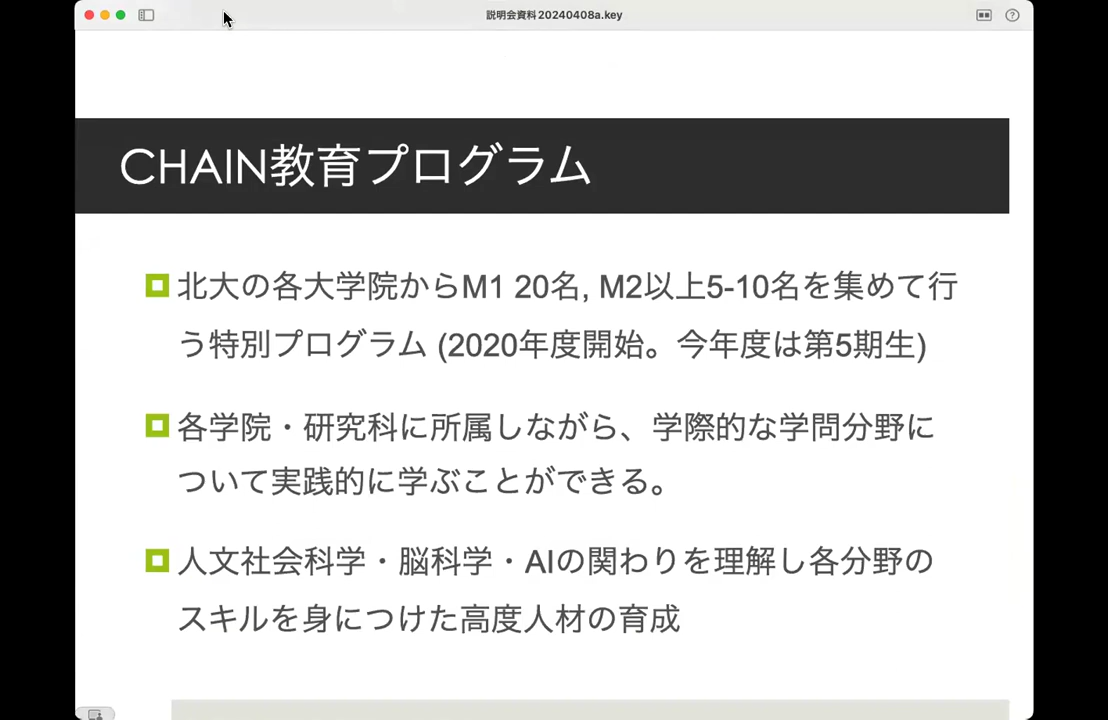 説明会資料20240408a.key
CHAIN教育プログラム
北大の各大学院からM1 20名, M2以上5-10名を集めて行
う特別プログラム (2020年度開始。今年度は第5期生)
各学院・研究科に所属しながら、学際的な学問分野に
ついて実践的に学ぶことができる。
人文社会科学・脳科学・AIの関わりを理解し各分野の
スキルを身につけた高度人材の育成